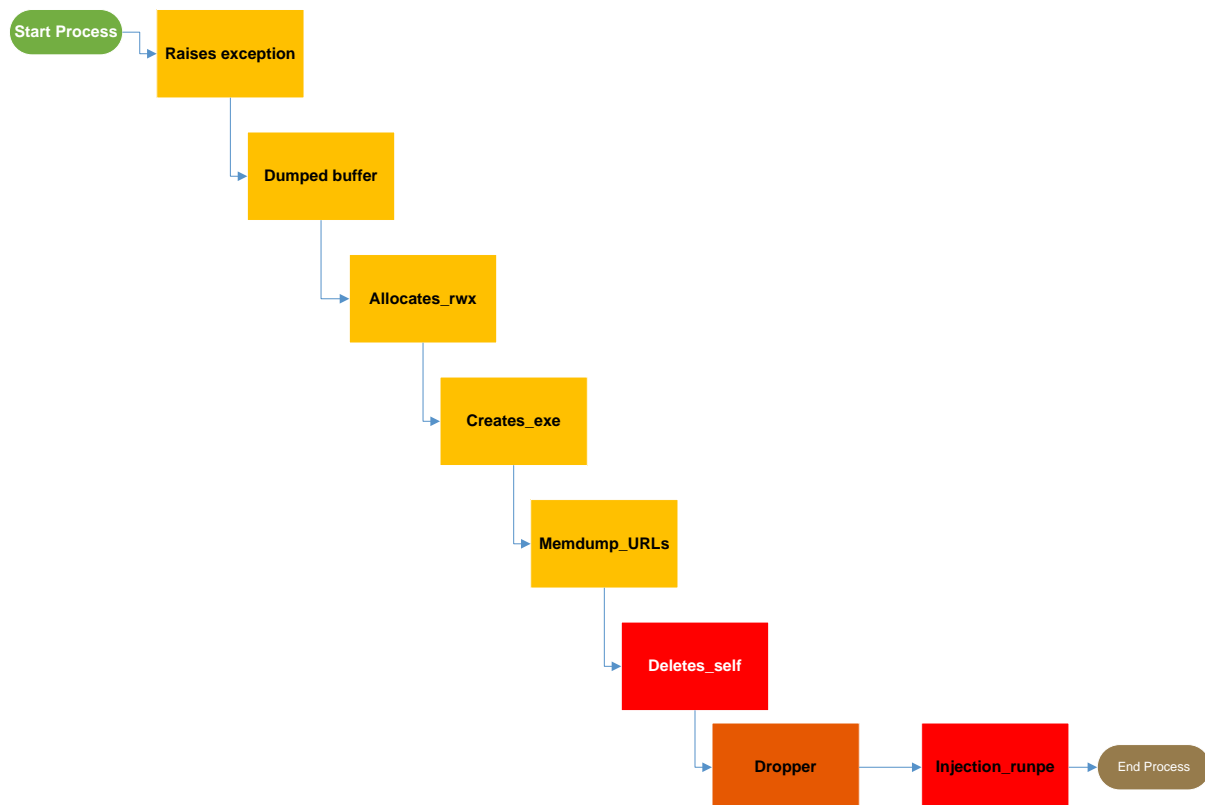 Start Process
Raises exception
Dumped buffer
Allocates_rwx
Creates_exe
Memdump_URLs
Deletes_self
Dropper
Injection_runpe
End Process